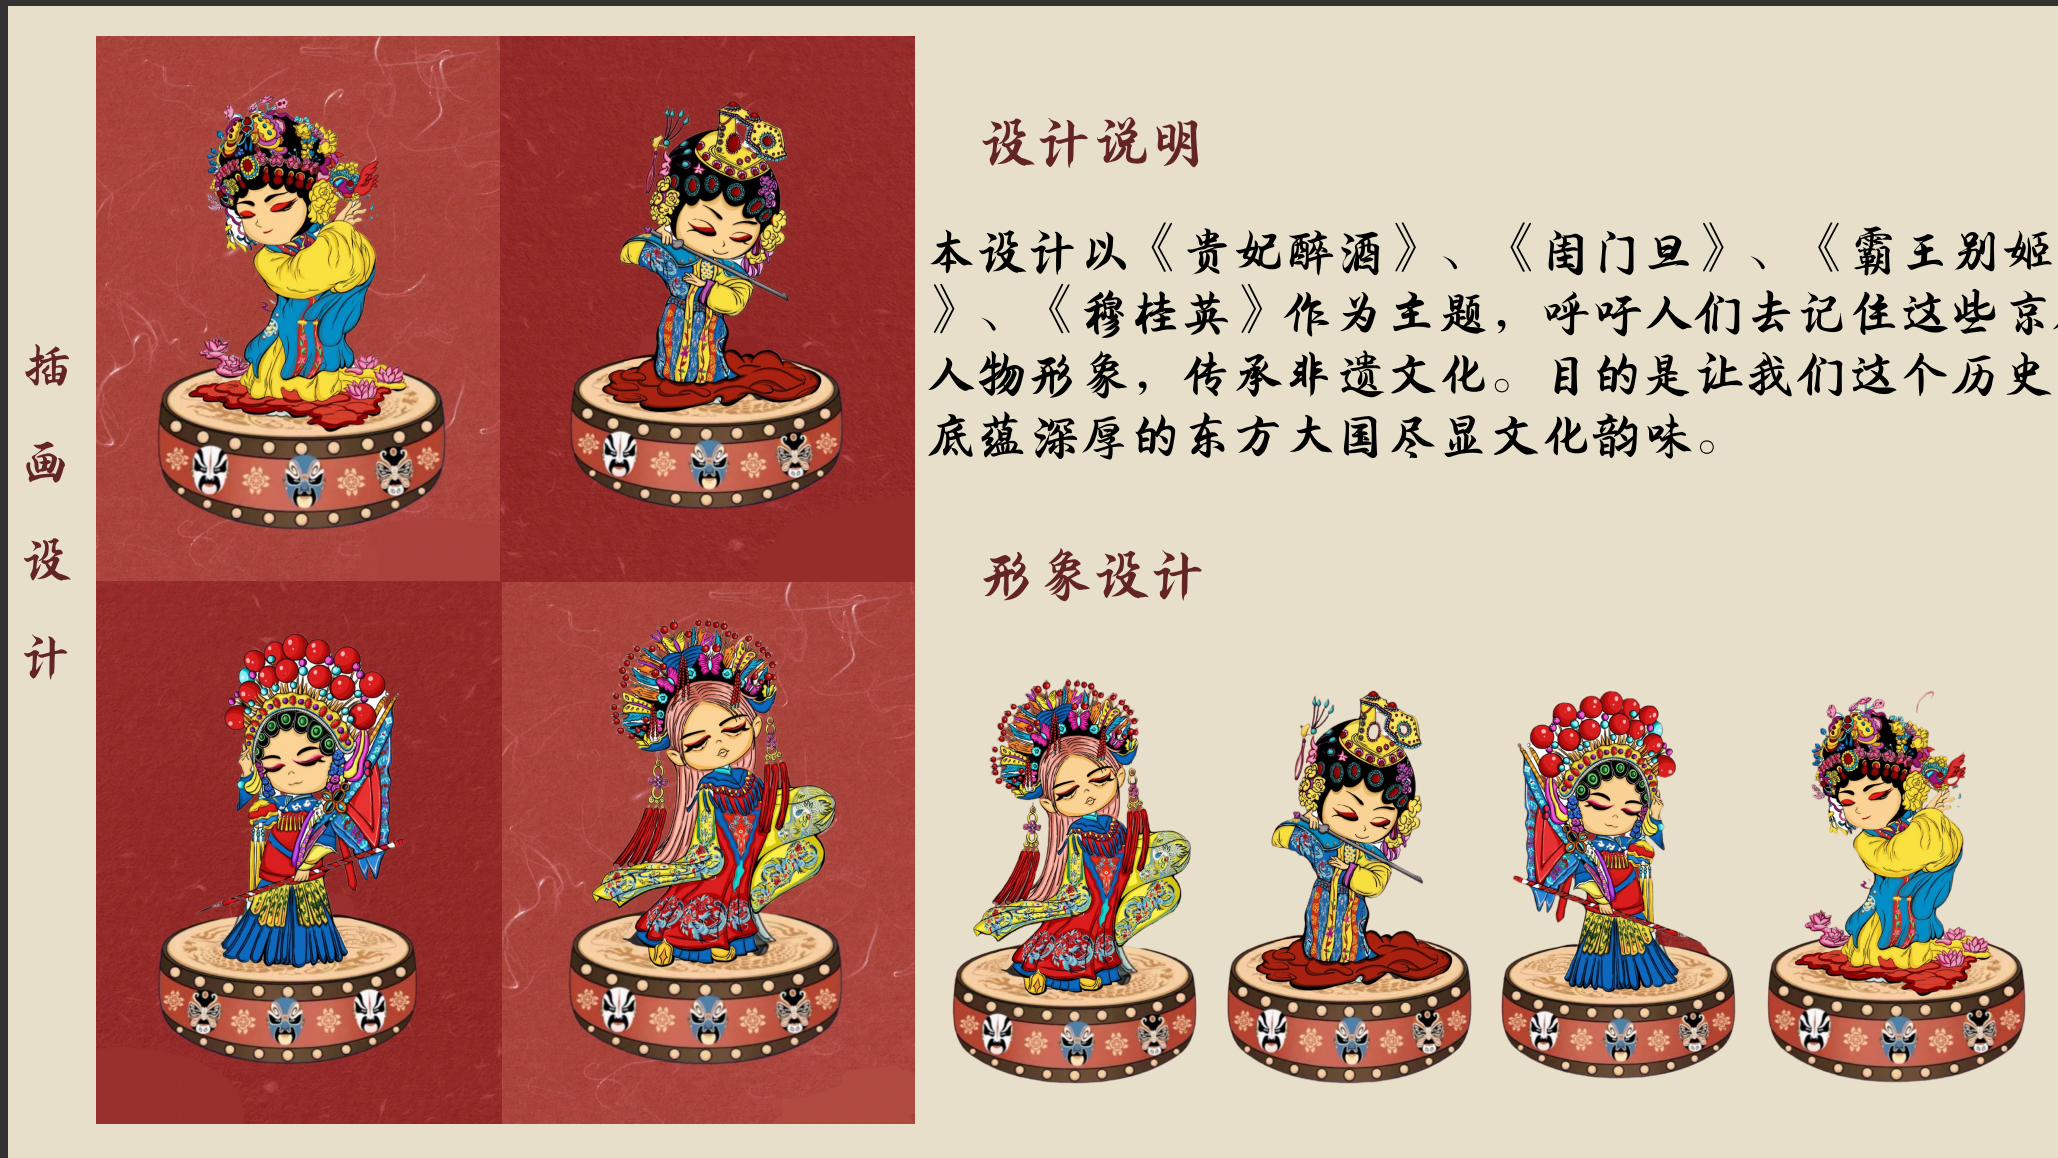 插画设计
设计说明
本设计以《贵妃醉酒》、《闺门旦》、《霸王别姬
》、《穆桂英》作为主题，呼吁人们去记住这些京
人物形象，传承非遗文化。目的是让我们这个历史
底蕴深厚的东方大国尽显文化韵味。
形象设计